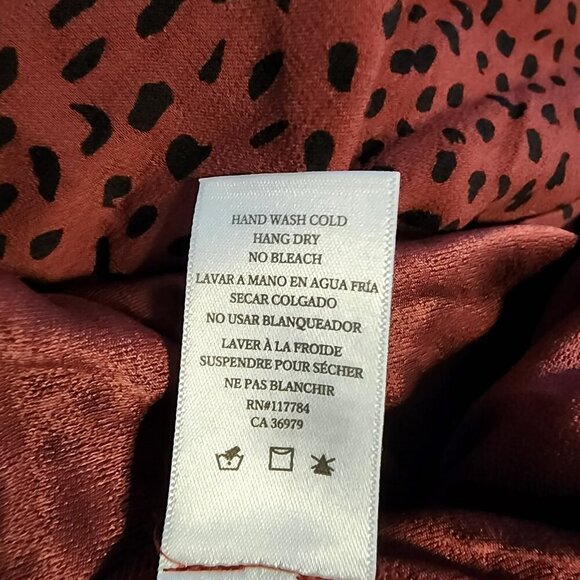 HAND WASH COLD
HANG DRY
NO BLEACH
LAVAR A MANO EN AGUA FRÍA
SECAR COLGADO
NO USAR BLANQUEADOR
LAVER À LA FROIDE
SUSPENDRE POUR SÉCHER
NE PAS BLANCHIR
RN#117784
CA 36979